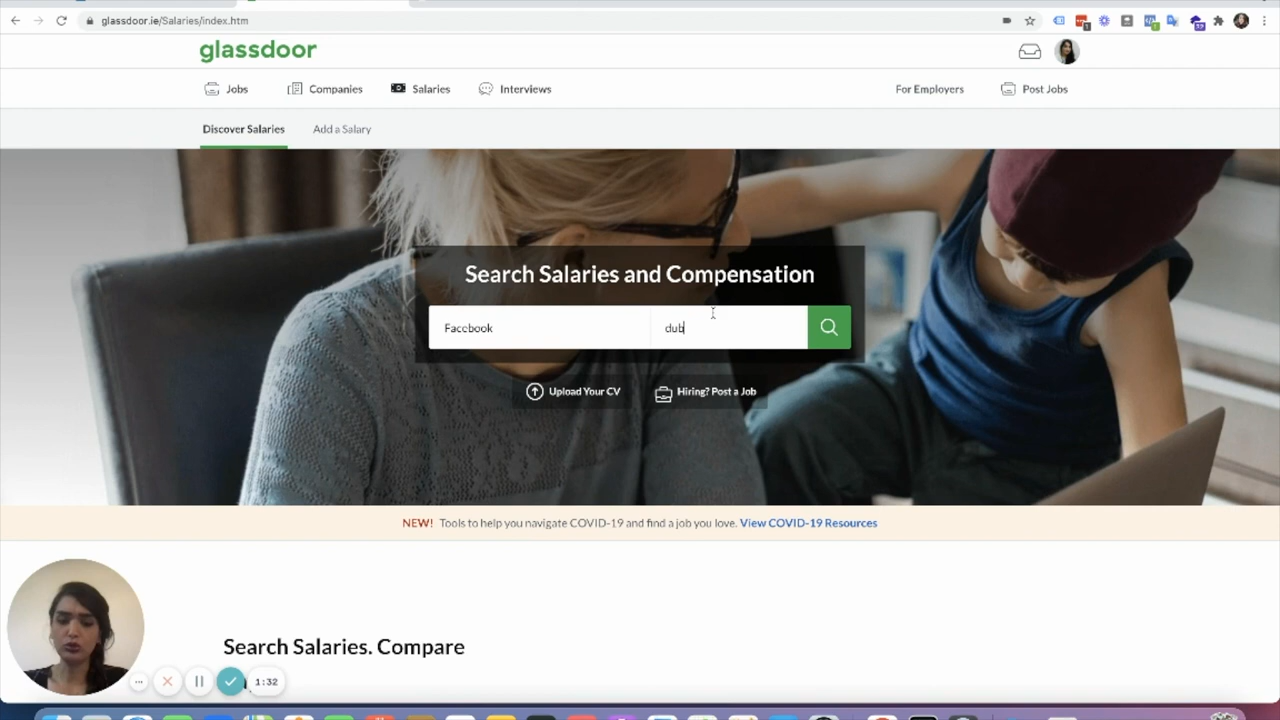 glassdoor.ie/Salaries/index.htm
glassdoor
Jobs
Companies
Salaries
Interviews
For Employers
Post Jobs
Discover Salaries
Add a Salary
Search Salaries and Compensation
Facebook
dub
Upload Your CV
Hiring? Post a Job
NEW! Tools to help you navigate COVID-19 and find a job you love. View COVID-19 Resources
Search Salaries. Compare
1:32